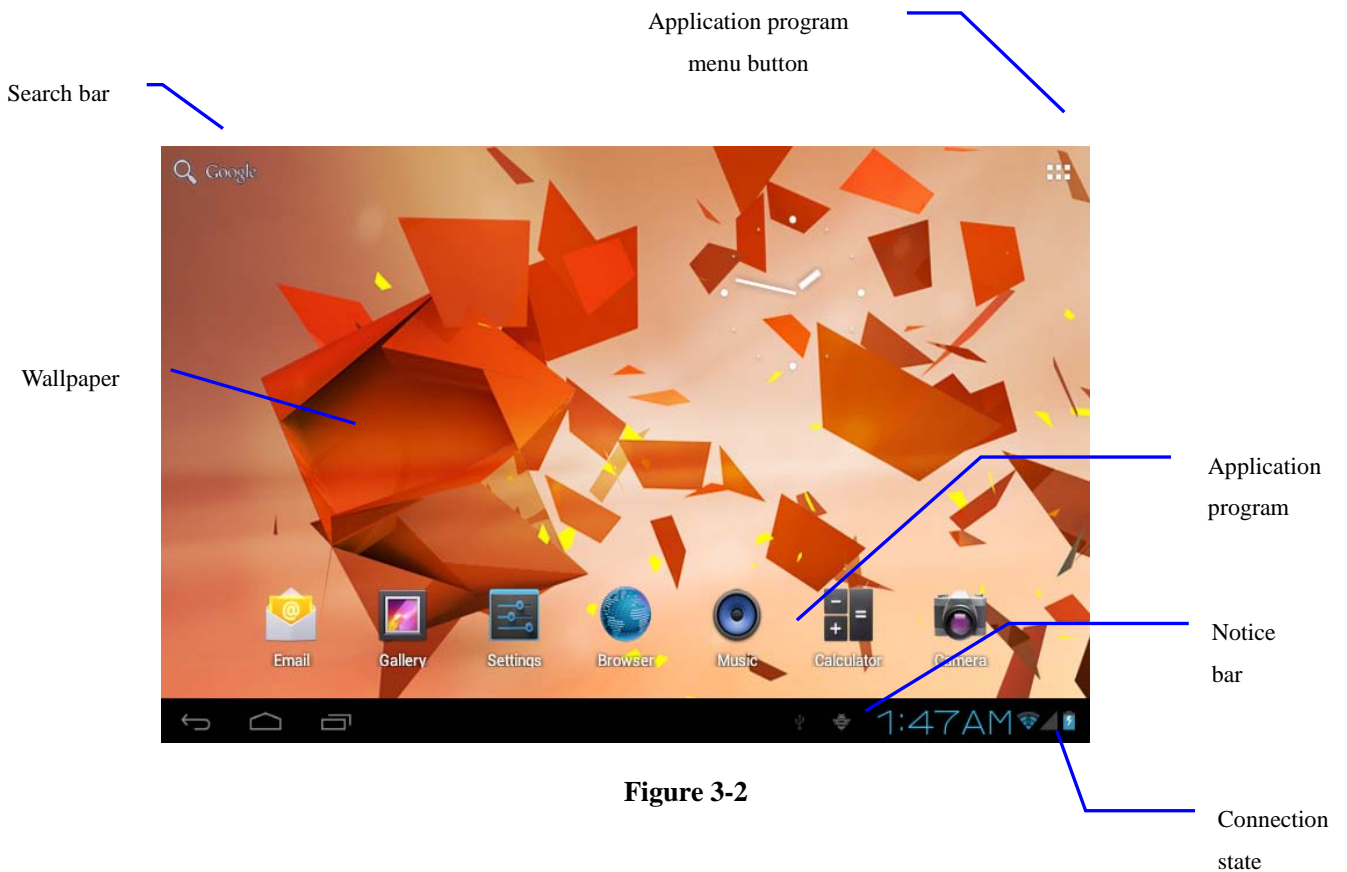 Application program
menu button
Search bar
Google
Wallpaper
Application
program
Email
Gallery
Settings
Browser
Music
Calculator
Camera
Notice
bar
1:47AM
Figure 3-2
Connection
state